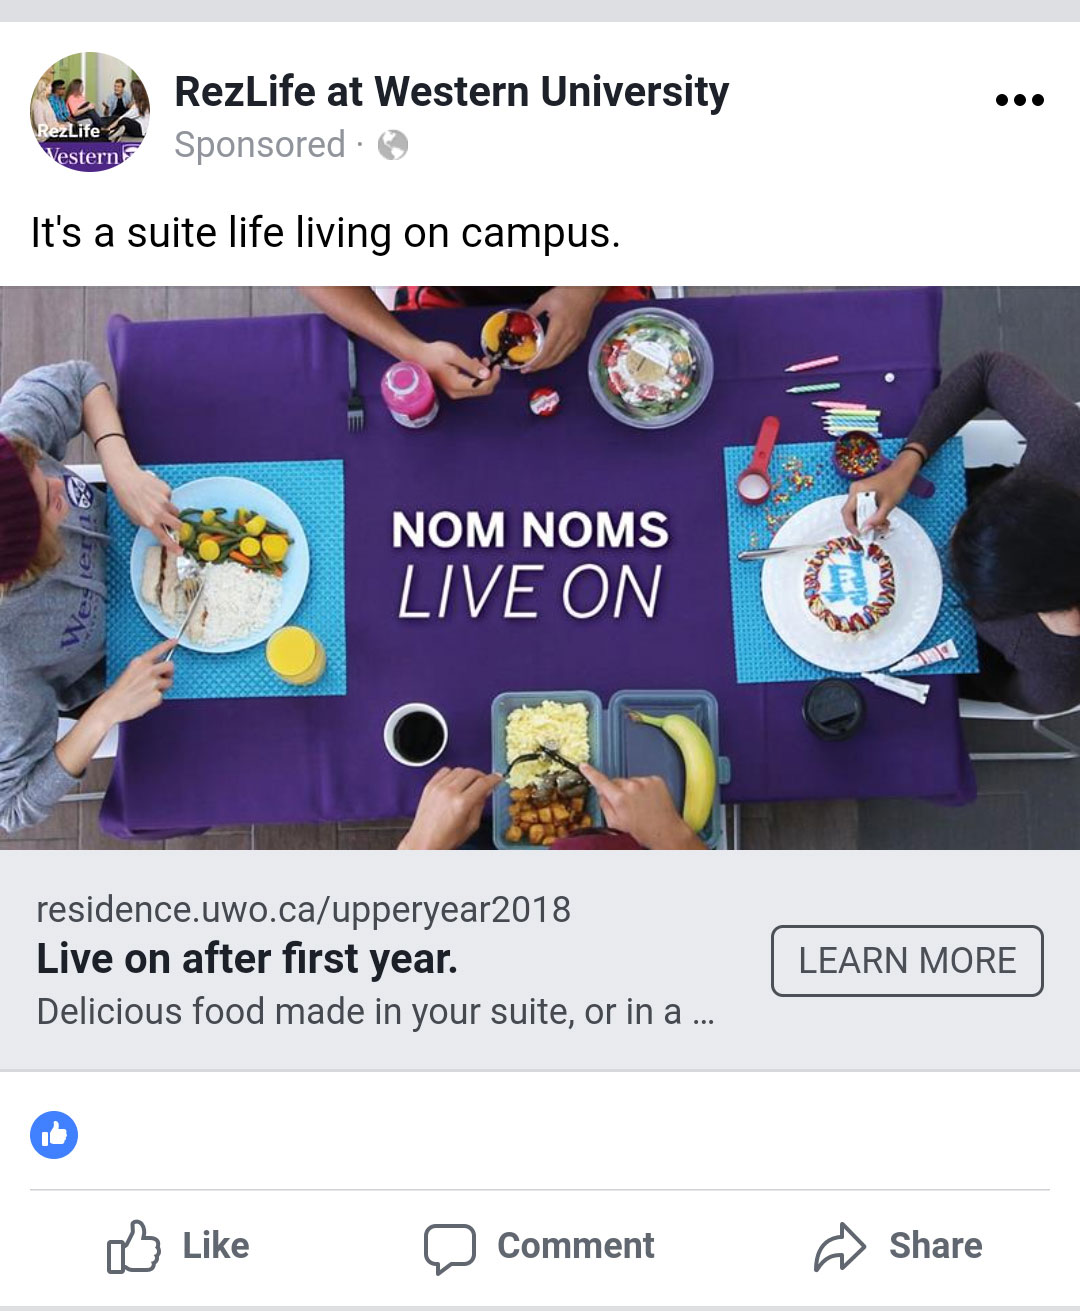 RezLife at Western University
Sponsored ·
RezLife
Western
It's a suite life living on campus.
NOM NOMS
LIVE ON
Western
residence.uwo.ca/upperyear2018
Live on after first year.
Delicious food made in your suite, or in a ...
LEARN MORE
Like
Comment
Share